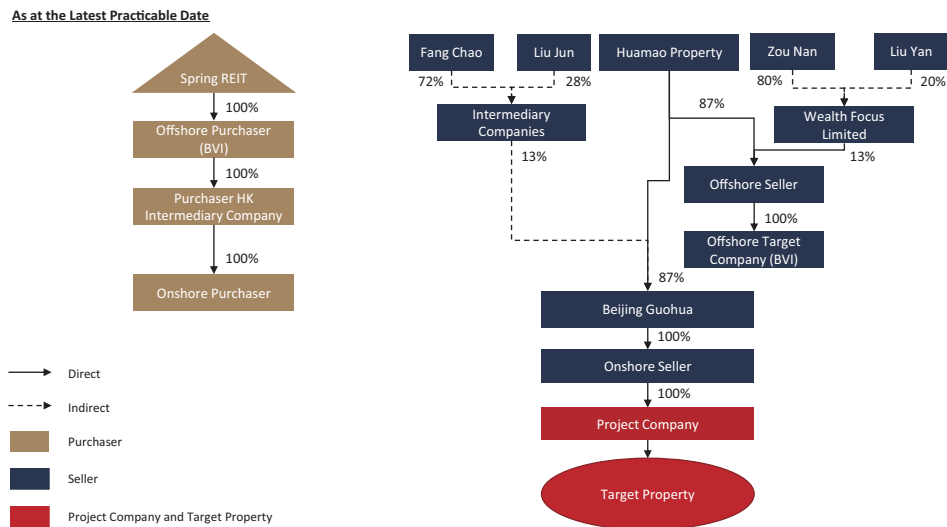 As at the Latest Practicable Date
Spring REIT
100%
Offshore Purchaser
(BVI)
100%
Purchaser HK
Intermediary Company
100%
Onshore Purchaser
Fang Chao
Liu Jun
Huamao Property
Zou Nan
Liu Yan
72%
28%
80%
20%
Intermediary
Companies
87%
Wealth Focus
Limited
13%
13%
Offshore Seller
100%
Offshore Target
Company (BVI)
87%
Beijing Guohua
100%
Onshore Seller
100%
Project Company
Target Property
Direct
Indirect
Purchaser
Seller
Project Company and Target Property